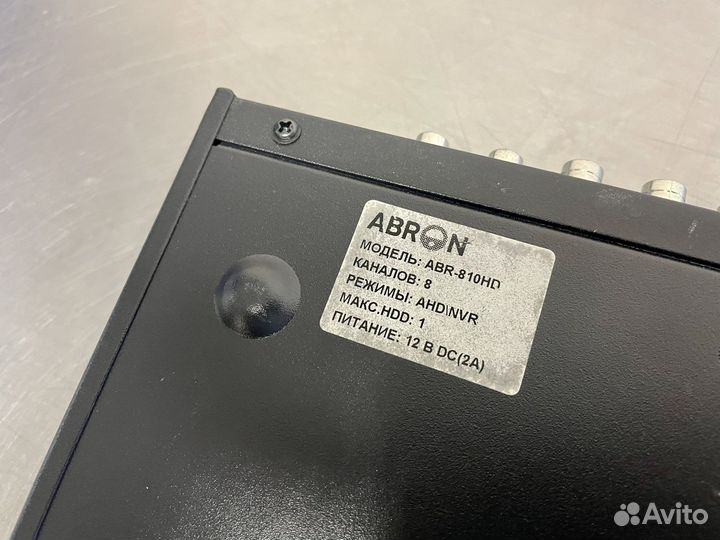 ABRON
МОДЕЛЬ: ABR-810HD
КАНАЛОВ: 8
РЕЖИМЫ: AHD\NVR
МАКС.HDD: 1
ПИТАНИЕ: 12 В DC(2A)
Avito